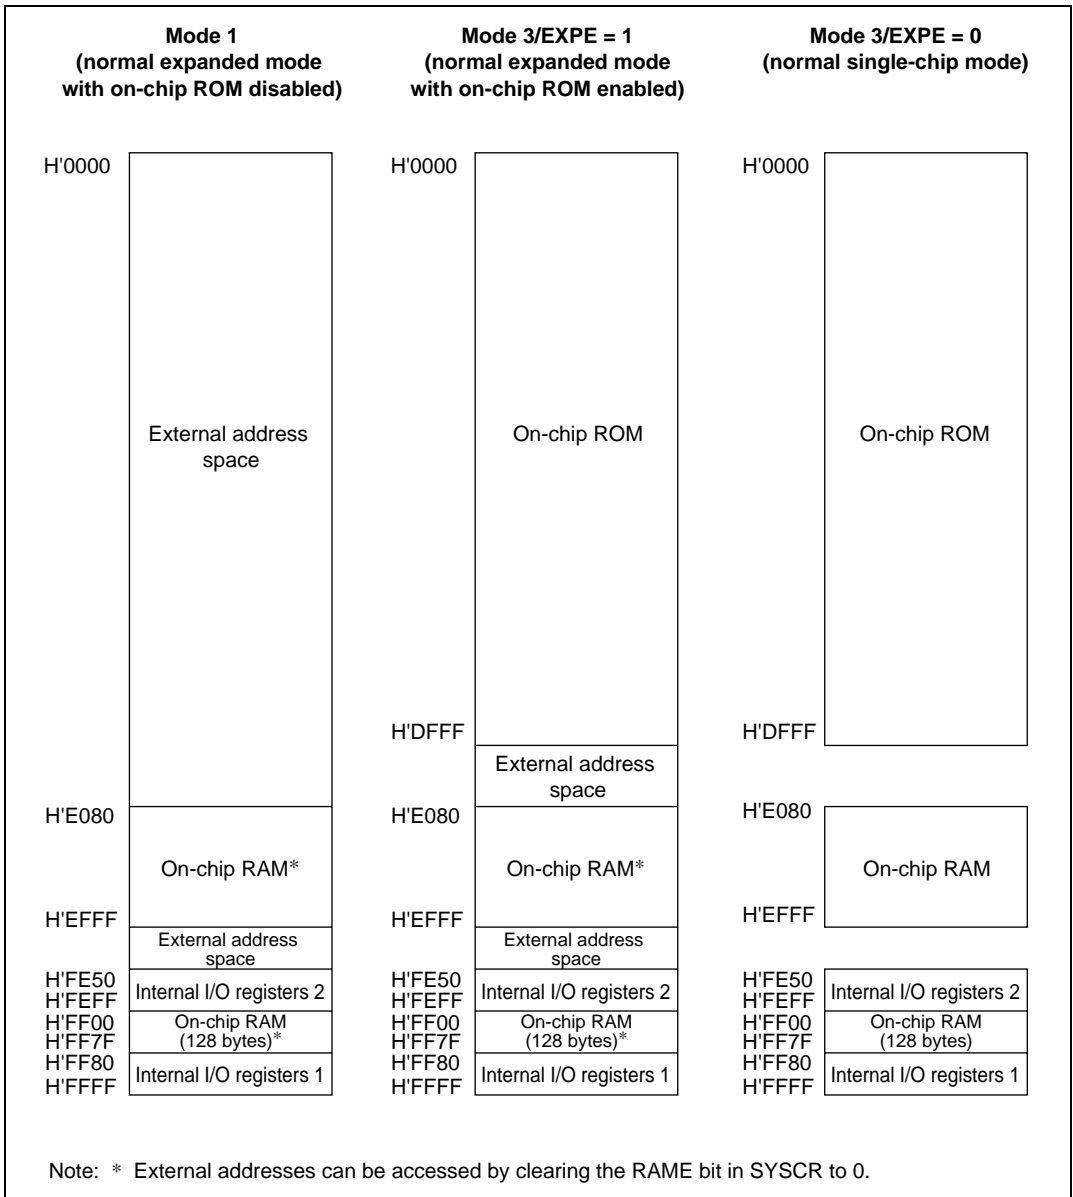 Mode 1
(normal expanded mode
with on-chip ROM disabled)
H'0000
External address
space
H'E080
On-chip RAM*
H'EFFF
External address
space
H'FE50
Internal I/O registers 2
H'FEFF
H'FF00
On-chip RAM
(128 bytes)*
H'FF7F
H'FF80
Internal I/O registers 1
H'FFFF
Mode 3/EXPE = 1
(normal expanded mode
with on-chip ROM enabled)
H'0000
On-chip ROM
H'DFFF
External address
space
H'E080
On-chip RAM*
H'EFFF
External address
space
H'FE50
Internal I/O registers 2
H'FEFF
H'FF00
On-chip RAM
(128 bytes)*
H'FF7F
H'FF80
Internal I/O registers 1
H'FFFF
Mode 3/EXPE = 0
(normal single-chip mode)
H'0000
On-chip ROM
H'DFFF
H'E080
On-chip RAM
H'EFFF
H'FE50
Internal I/O registers 2
H'FEFF
H'FF00
On-chip RAM
(128 bytes)
H'FF7F
H'FF80
Internal I/O registers 1
H'FFFF
Note: * External addresses can be accessed by clearing the RAME bit in SYSCR to 0.